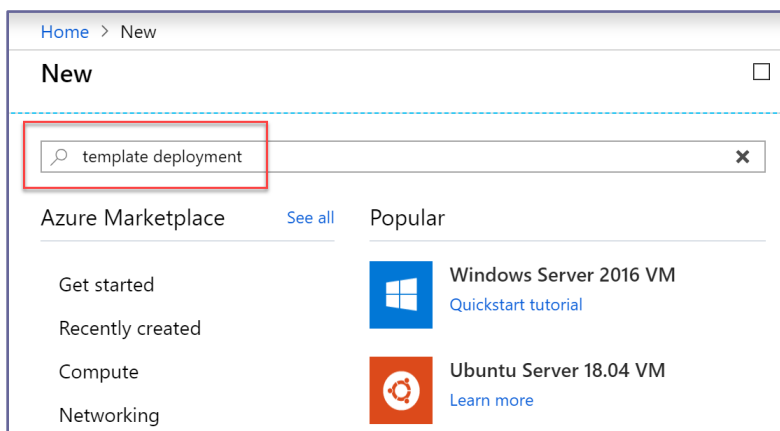 Home > New
New
template deployment
Azure Marketplace See all
Get started
Recently created
Compute
Networking
Popular
Windows Server 2016 VM
Quickstart tutorial
Ubuntu Server 18.04 VM
Learn more